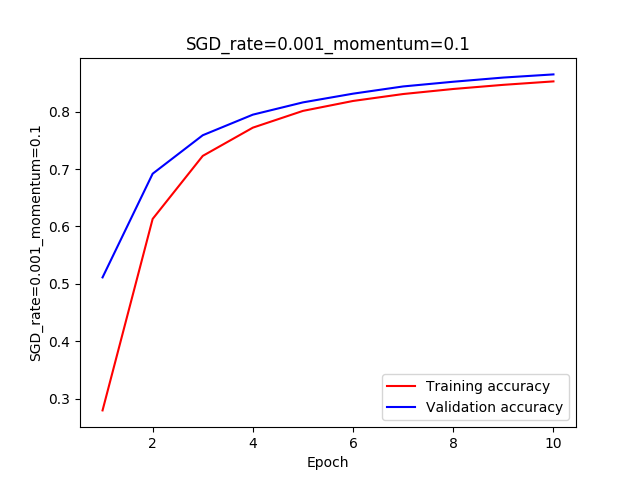 SGD_rate=0.001_momentum=0.1
SGD_rate=0.001_momentum=0.1
0.8
0.7
0.6
0.5
0.4
0.3
Training accuracy
Validation accuracy
2 4 6 8 10
Epoch